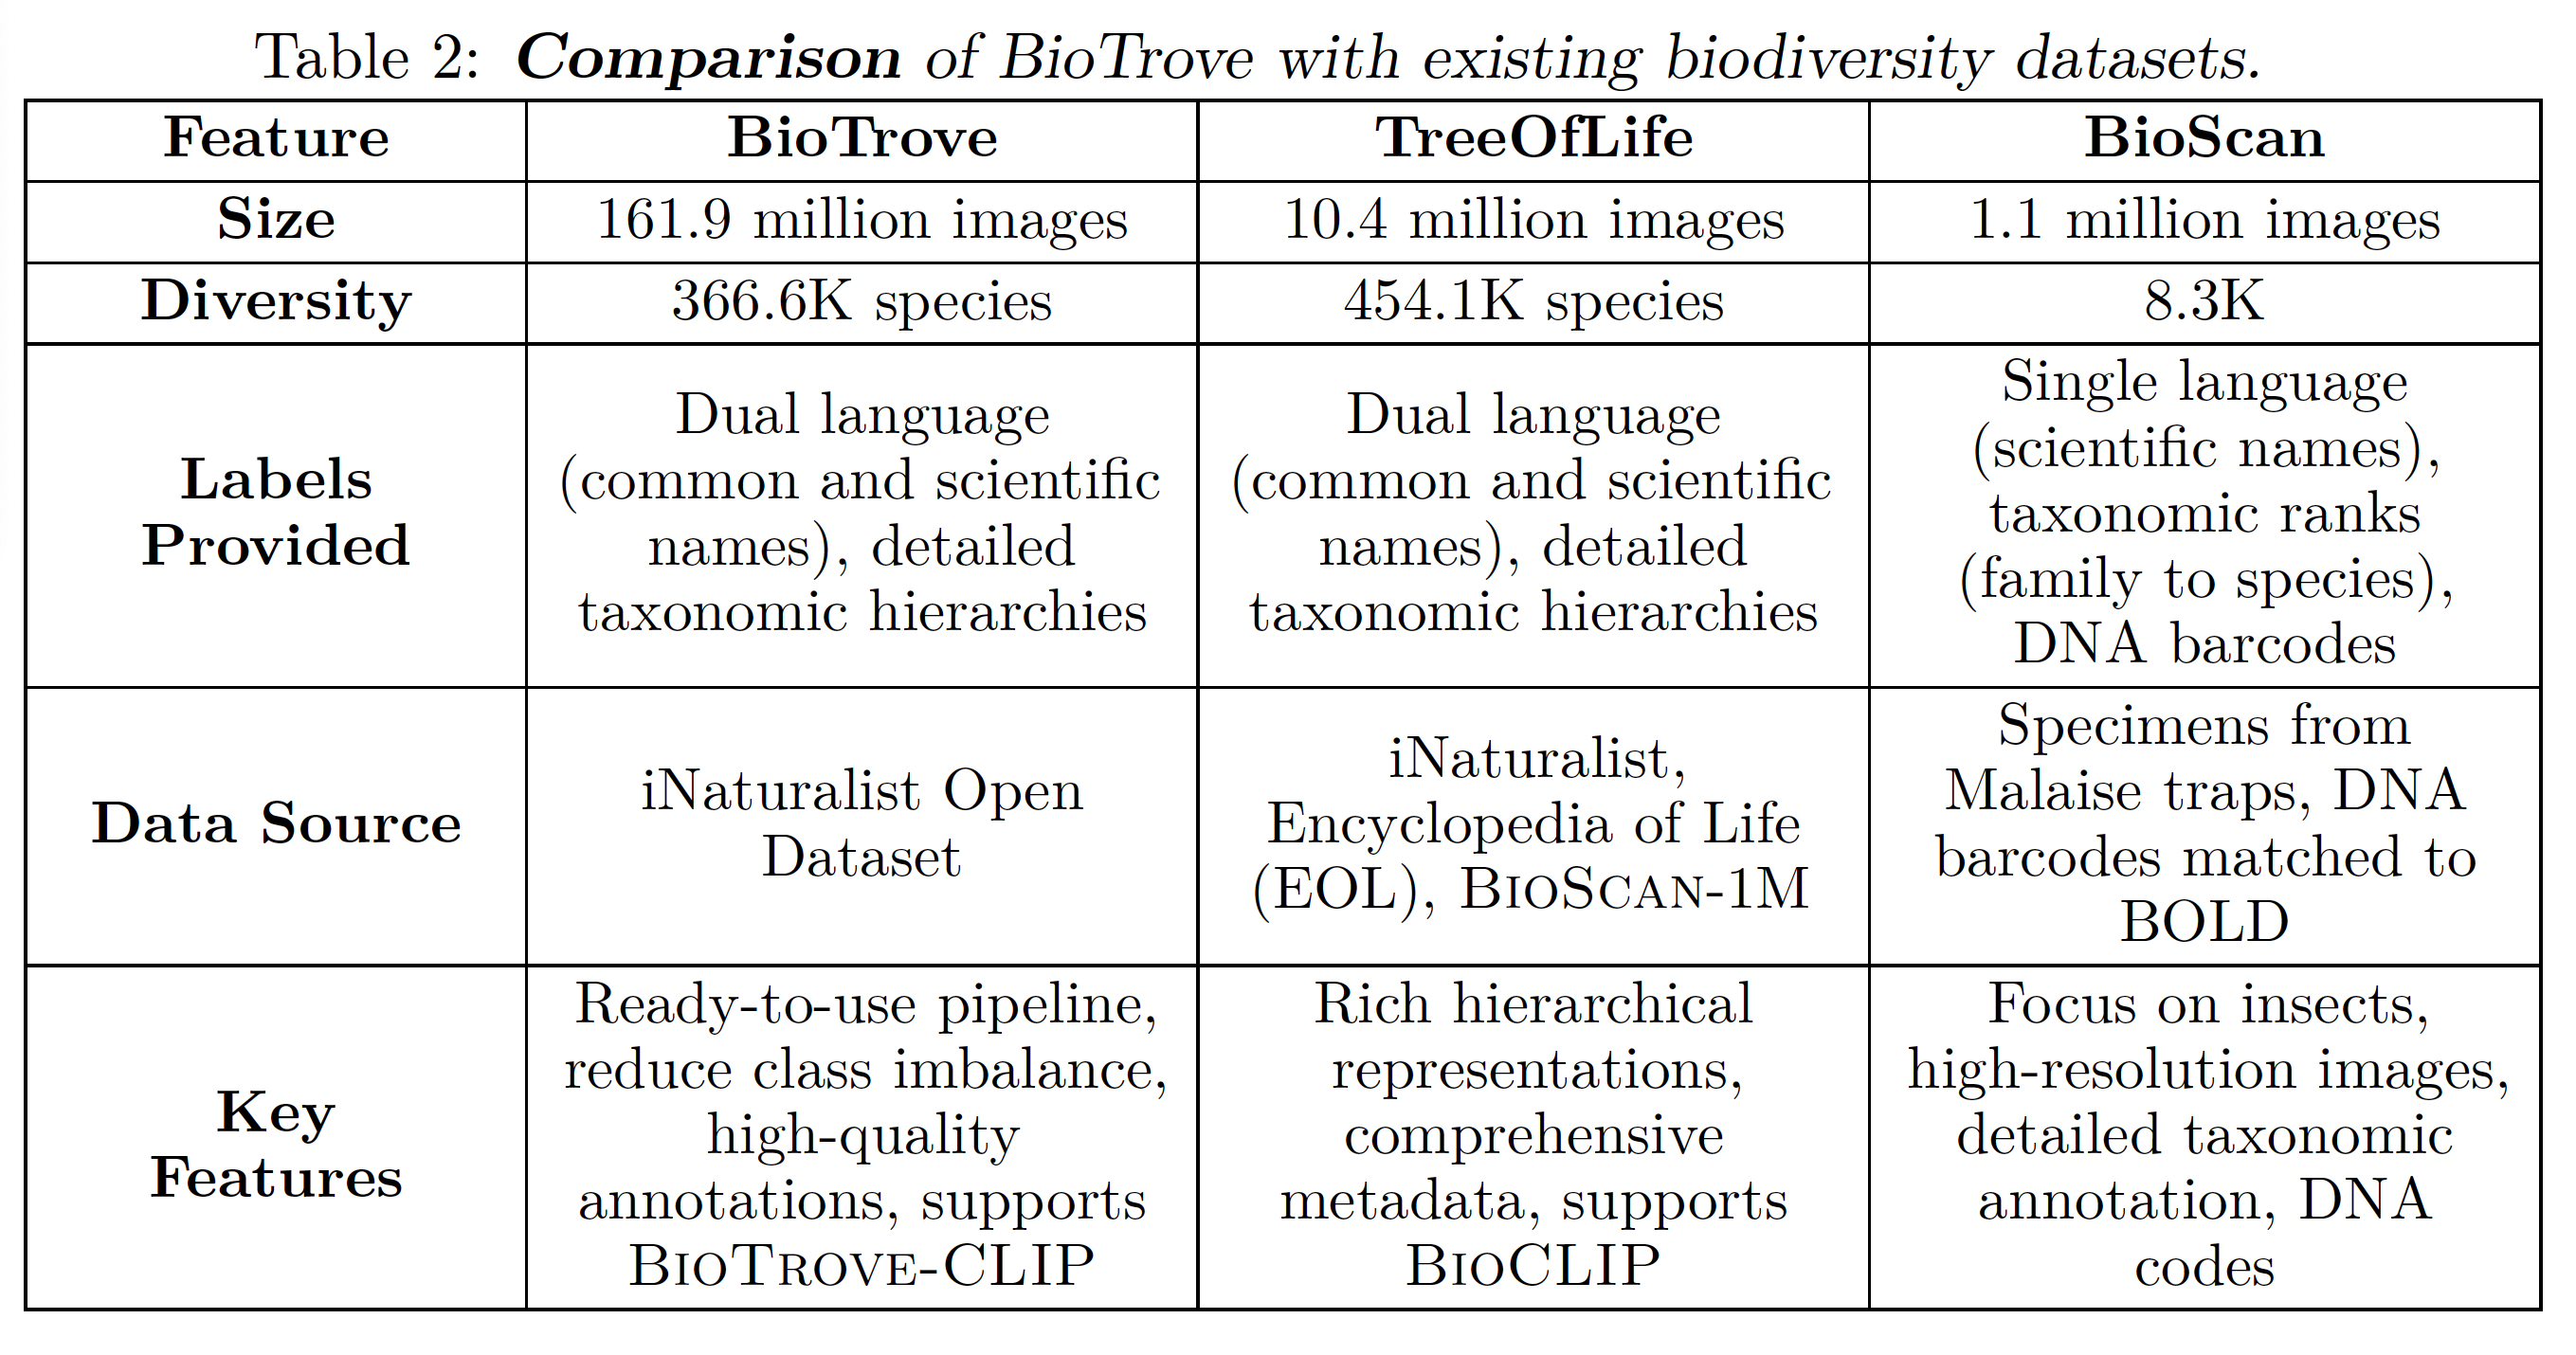 Table 2: Comparison of BioTrove with existing biodiversity datasets.
Feature BioTrove TreeOfLife BioScan
Size 161.9 million images 10.4 million images 1.1 million images
Diversity 366.6K species 454.1K species 8.3K
Labels
Provided
Dual language
(common and scientific
names), detailed
taxonomic hierarchies
Dual language
(common and scientific
names), detailed
taxonomic hierarchies
Single language
(scientific names),
taxonomic ranks
(family to species),
DNA barcodes
Data Source
iNaturalist Open
Dataset
iNaturalist,
Encyclopedia of Life
(EOL), BIOSCAN-1M
Specimens from
Malaise traps, DNA
barcodes matched to
BOLD
Key
Features
Ready-to-use pipeline,
reduce class imbalance,
high-quality
annotations, supports
BIOTROVE-CLIP
Rich hierarchical
representations,
comprehensive
metadata, supports
BIOCLIP
Focus on insects,
high-resolution images,
detailed taxonomic
annotation, DNA
codes